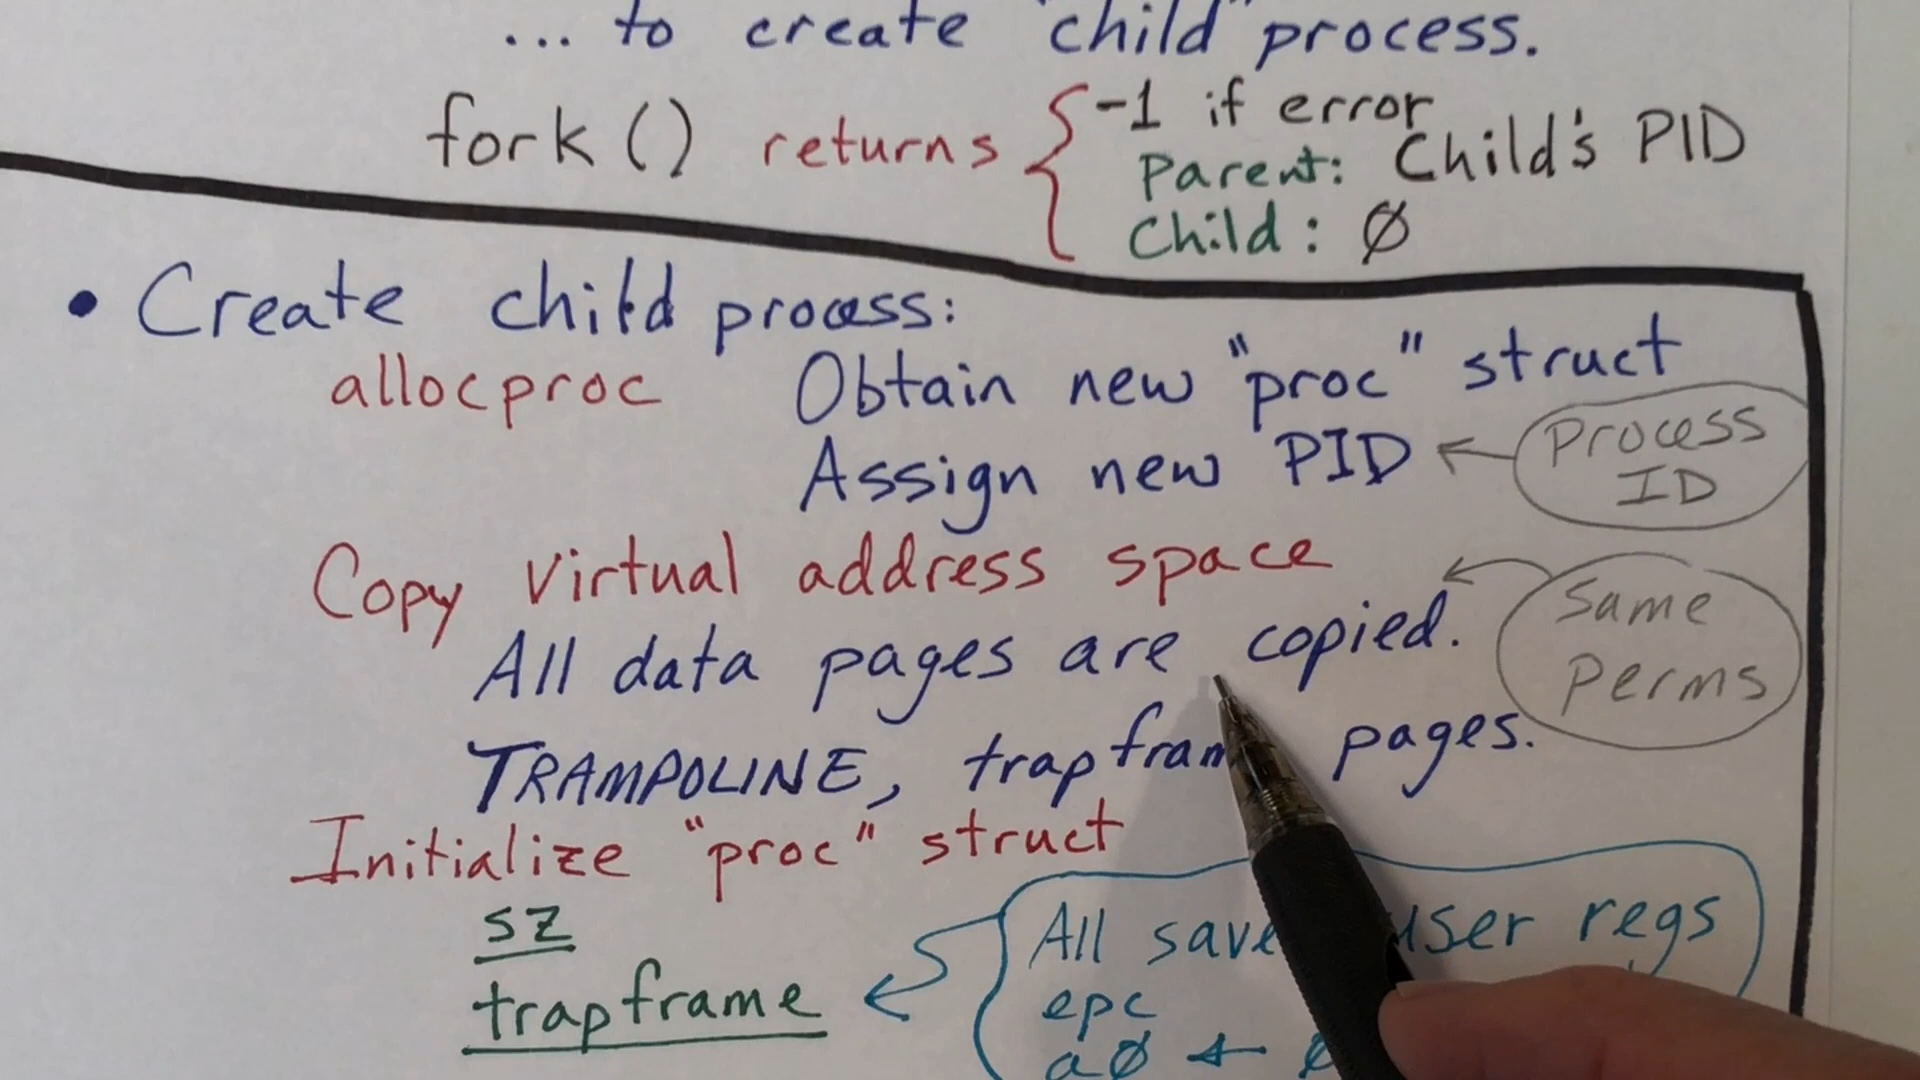 ... to create "child" process.
fork() returns { -1 if error
Parent: Child's PID
Child: Ø
• Create child process:
allocproc Obtain new "proc" struct
Assign new PID ← Process ID
Copy virtual address space
All data pages are copied. ← Same Perms
TRAMPOLINE, pages.
Initialize "proc" struct
sz
trapframe ← All user regs
epc
aØ ←